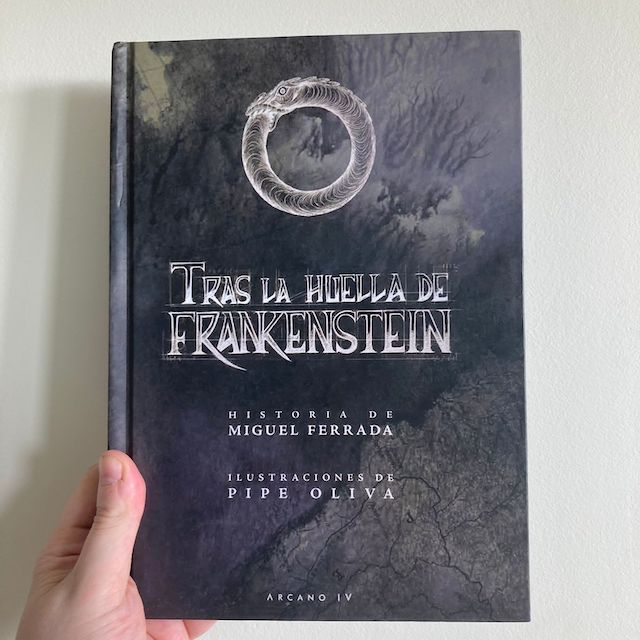 TRAS LA HUELLA DE
FRANKENSTEIN
HISTORIA DE
MIGUEL FERRADA
ILUSTRACIONES DE
PIPE OLIVA
ARCANO IV